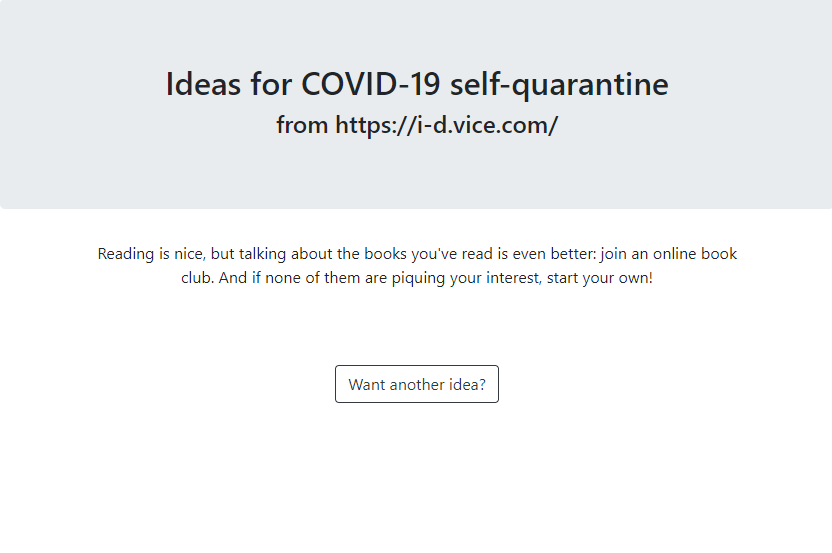 Ideas for COVID-19 self-quarantine
from https://i-d.vice.com/
Reading is nice, but talking about the books you've read is even better: join an online book
club. And if none of them are piquing your interest, start your own!
Want another idea?